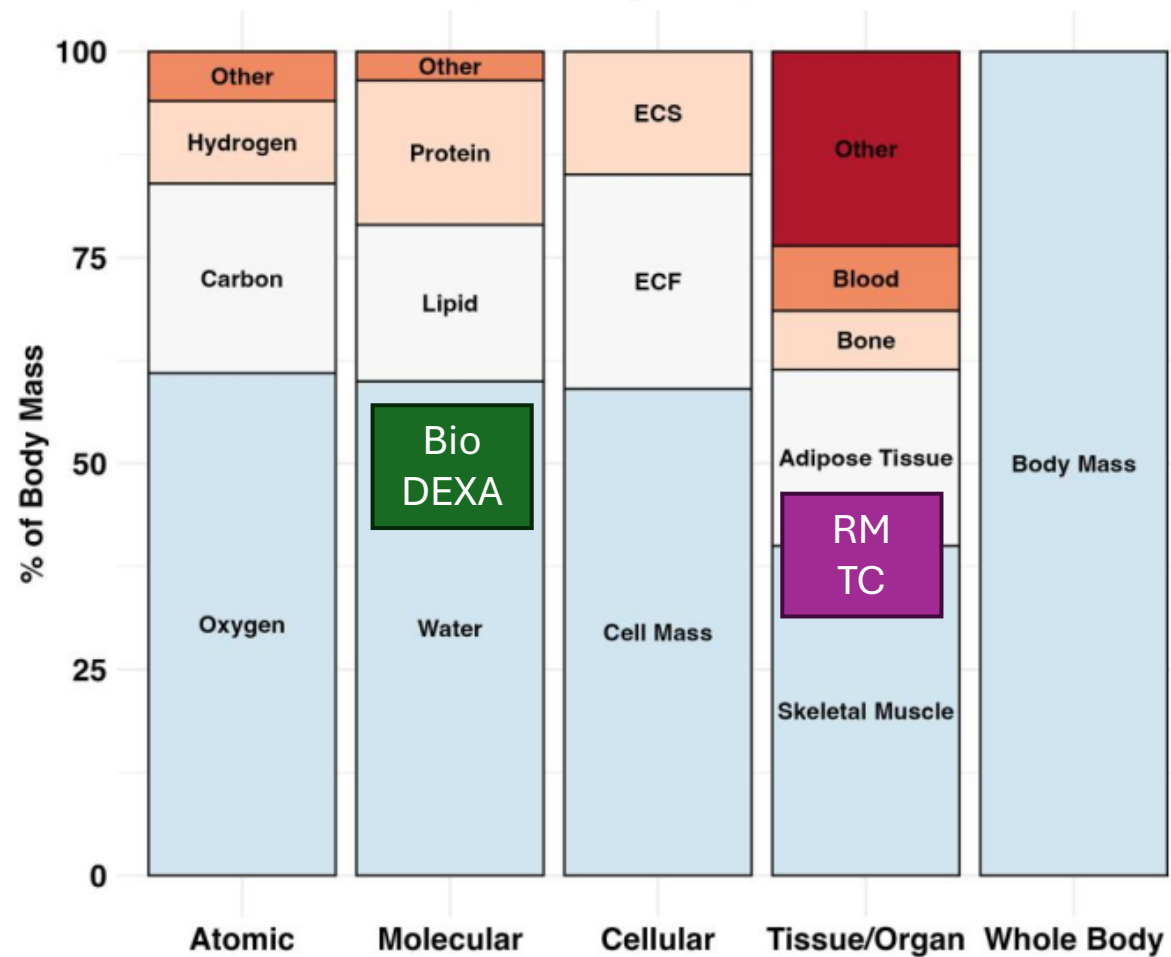 % of Body Mass
100
75
50
25
0
Other
Hydrogen
Carbon
Oxygen
Other
Protein
Lipid
Bio
DEXA
Water
ECS
ECF
Cell Mass
Other
Blood
Bone
Adipose Tissue
RM
TC
Skeletal Muscle
Body Mass
Atomic
Molecular
Cellular
Tissue/Organ
Whole Body